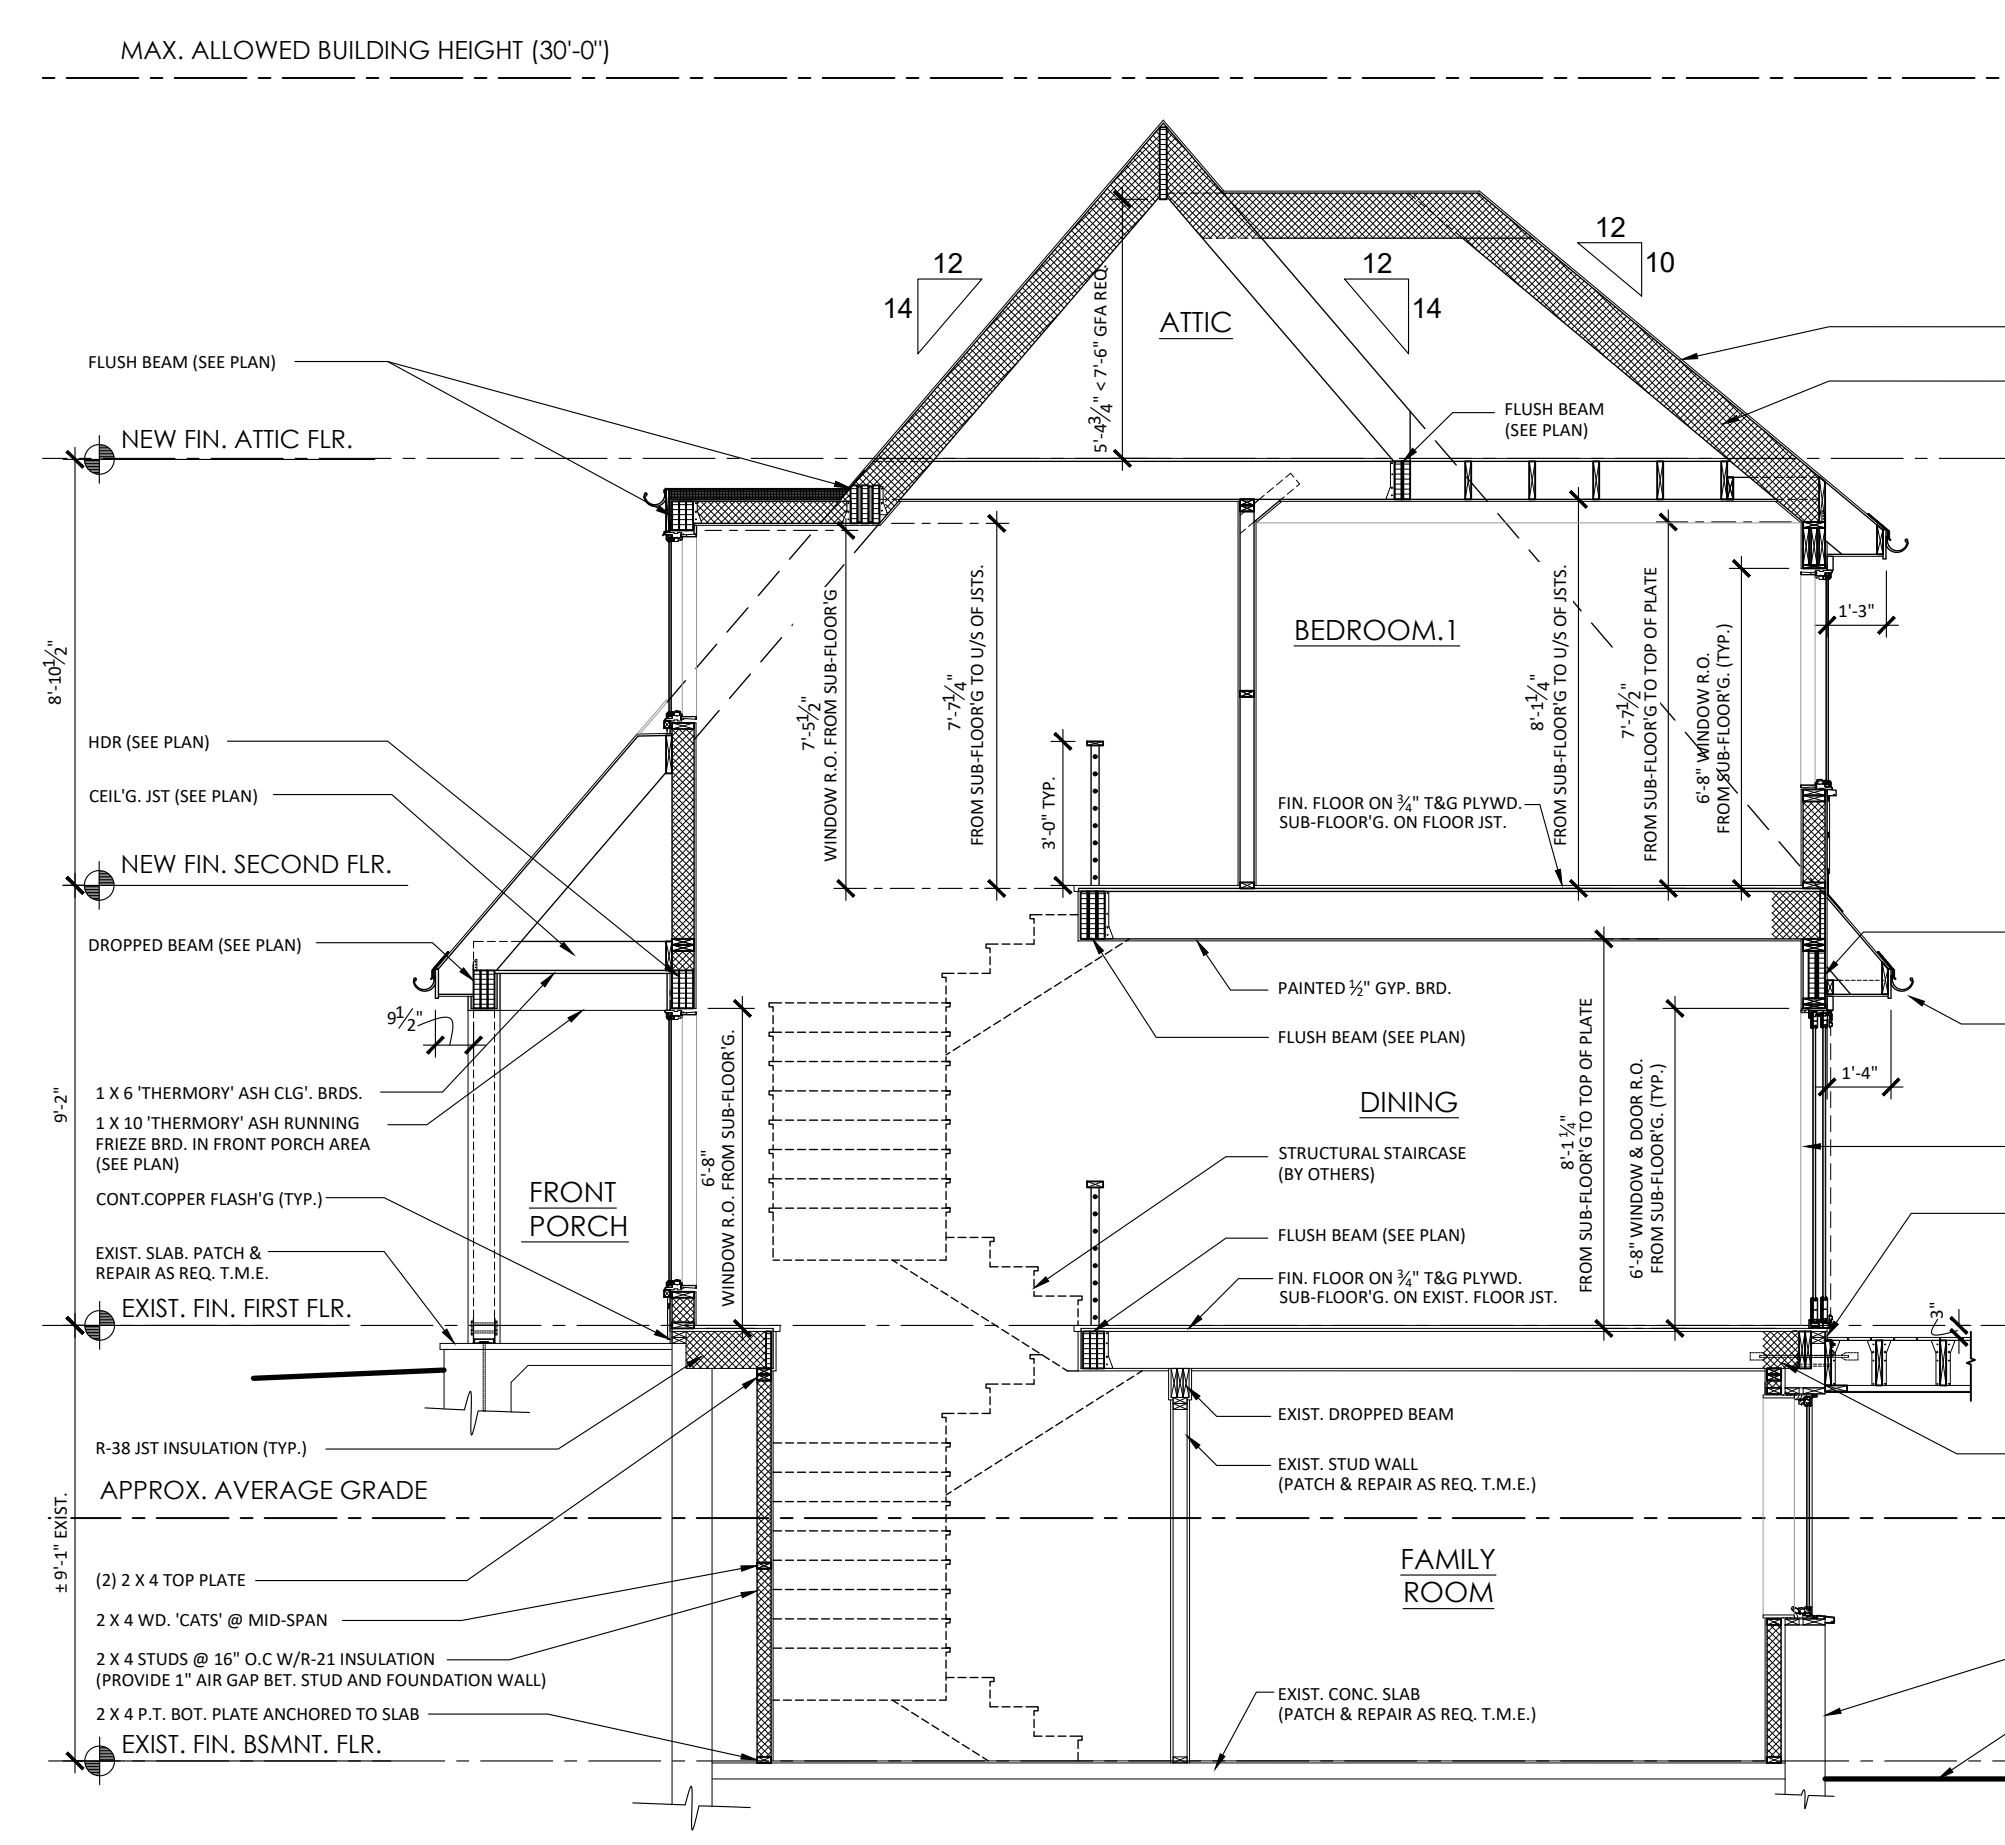 MAX. ALLOWED BUILDING HEIGHT (30'-0")
12
10
12
14
12
14
ATTIC
5'-4¾" < 7'-6" GFA REQ.
FLUSH BEAM (SEE PLAN)
FLUSH BEAM
(SEE PLAN)
NEW FIN. ATTIC FLR.
8'-10½"
7'-5½"
WINDOW R.O. FROM SUB-FLOOR'G
7'-7¼"
FROM SUB-FLOOR'G TO U/S OF JSTS.
BEDROOM.1
8'-1¼"
FROM SUB-FLOOR'G TO U/S OF JSTS.
7'-7½"
FROM SUB-FLOOR'G TO TOP OF PLATE
6'-8" WINDOW R.O.
FROM SUB-FLOOR'G. (TYP.)
1'-3"
HDR (SEE PLAN)
CEIL'G. JST (SEE PLAN)
3'-0" TYP.
FIN. FLOOR ON ¾" T&G PLYWD.
SUB-FLOOR'G. ON FLOOR JST.
NEW FIN. SECOND FLR.
DROPPED BEAM (SEE PLAN)
9½"
PAINTED ½" GYP. BRD.
FLUSH BEAM (SEE PLAN)
9'-2"
1 X 6 'THERMORY' ASH CLG'. BRDS.
1 X 10 'THERMORY' ASH RUNNING
FRIEZE BRD. IN FRONT PORCH AREA
(SEE PLAN)
DINING
6'-8"
WINDOW R.O. FROM SUB-FLOOR'G.
8'-1 ¼"
FROM SUB-FLOOR'G TO TOP OF PLATE
6'-8" WINDOW & DOOR R.O.
FROM SUB-FLOOR'G. (TYP.)
1'-4"
STRUCTURAL STAIRCASE
(BY OTHERS)
CONT.COPPER FLASH'G (TYP.)
FRONT
PORCH
EXIST. SLAB. PATCH &
REPAIR AS REQ. T.M.E.
FLUSH BEAM (SEE PLAN)
FIN. FLOOR ON ¾" T&G PLYWD.
SUB-FLOOR'G. ON EXIST. FLOOR JST.
EXIST. FIN. FIRST FLR.
3"
EXIST. DROPPED BEAM
R-38 JST INSULATION (TYP.)
EXIST. STUD WALL
(PATCH & REPAIR AS REQ. T.M.E.)
APPROX. AVERAGE GRADE
± 9'-1" EXIST.
FAMILY
ROOM
(2) 2 X 4 TOP PLATE
2 X 4 WD. 'CATS' @ MID-SPAN
2 X 4 STUDS @ 16" O.C W/R-21 INSULATION
(PROVIDE 1" AIR GAP BET. STUD AND FOUNDATION WALL)
2 X 4 P.T. BOT. PLATE ANCHORED TO SLAB
EXIST. CONC. SLAB
(PATCH & REPAIR AS REQ. T.M.E.)
EXIST. FIN. BSMNT. FLR.